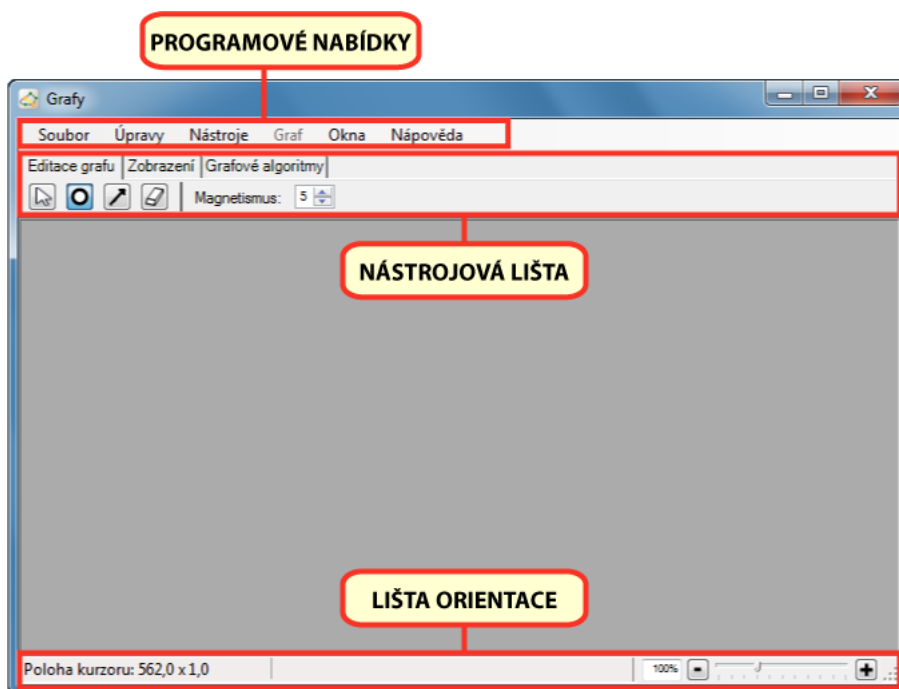 PROGRAMOVÉ NABÍDKY
Grafy
Soubor Úpravy Nástroje Graf Okna Nápověda
Editace grafu Zobrazení Grafové algoritmy
Magnetismus: 5
NÁSTROJOVÁ LIŠTA
LIŠTA ORIENTACE
Poloha kurzoru: 562,0 x 1,0 100%